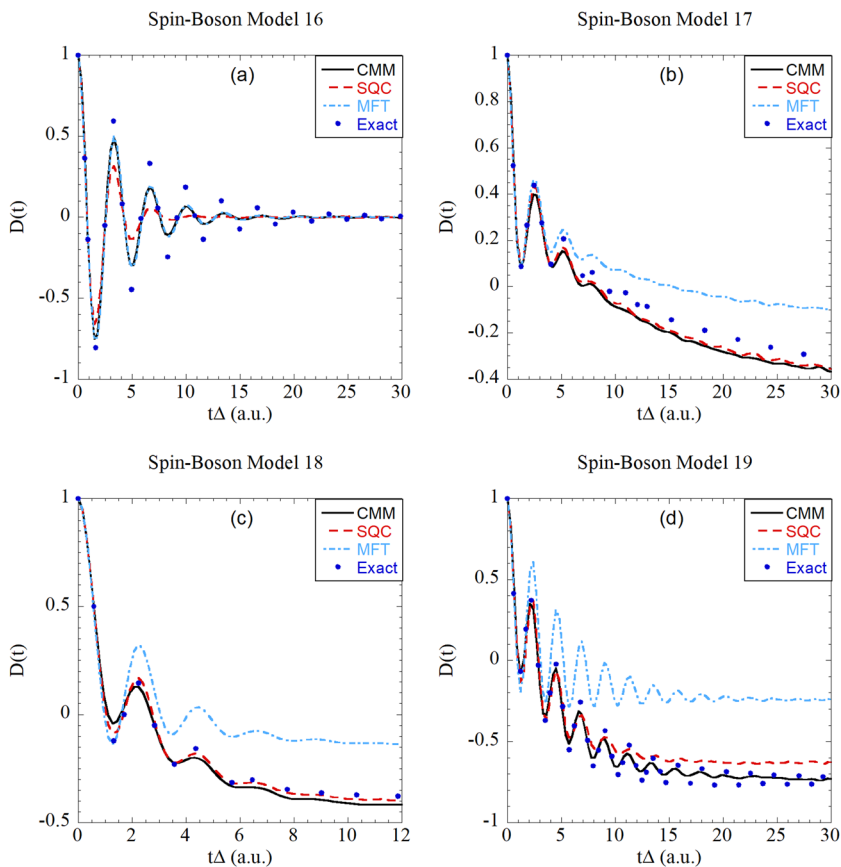 Spin-Boson Model 16
(a)
CMM
SQC
MFT
Exact
D(t)
1
0.5
0
-0.5
-1
0 5 10 15 20 25 30
tΔ (a.u.)
Spin-Boson Model 17
(b)
CMM
SQC
MFT
Exact
D(t)
1
0.8
0.6
0.4
0.2
0
-0.2
-0.4
0 5 10 15 20 25 30
tΔ (a.u.)
Spin-Boson Model 18
(c)
CMM
SQC
MFT
Exact
D(t)
1
0.5
0
-0.5
0 2 4 6 8 10 12
tΔ (a.u.)
Spin-Boson Model 19
(d)
CMM
SQC
MFT
Exact
D(t)
1
0.5
0
-0.5
-1
0 5 10 15 20 25 30
tΔ (a.u.)